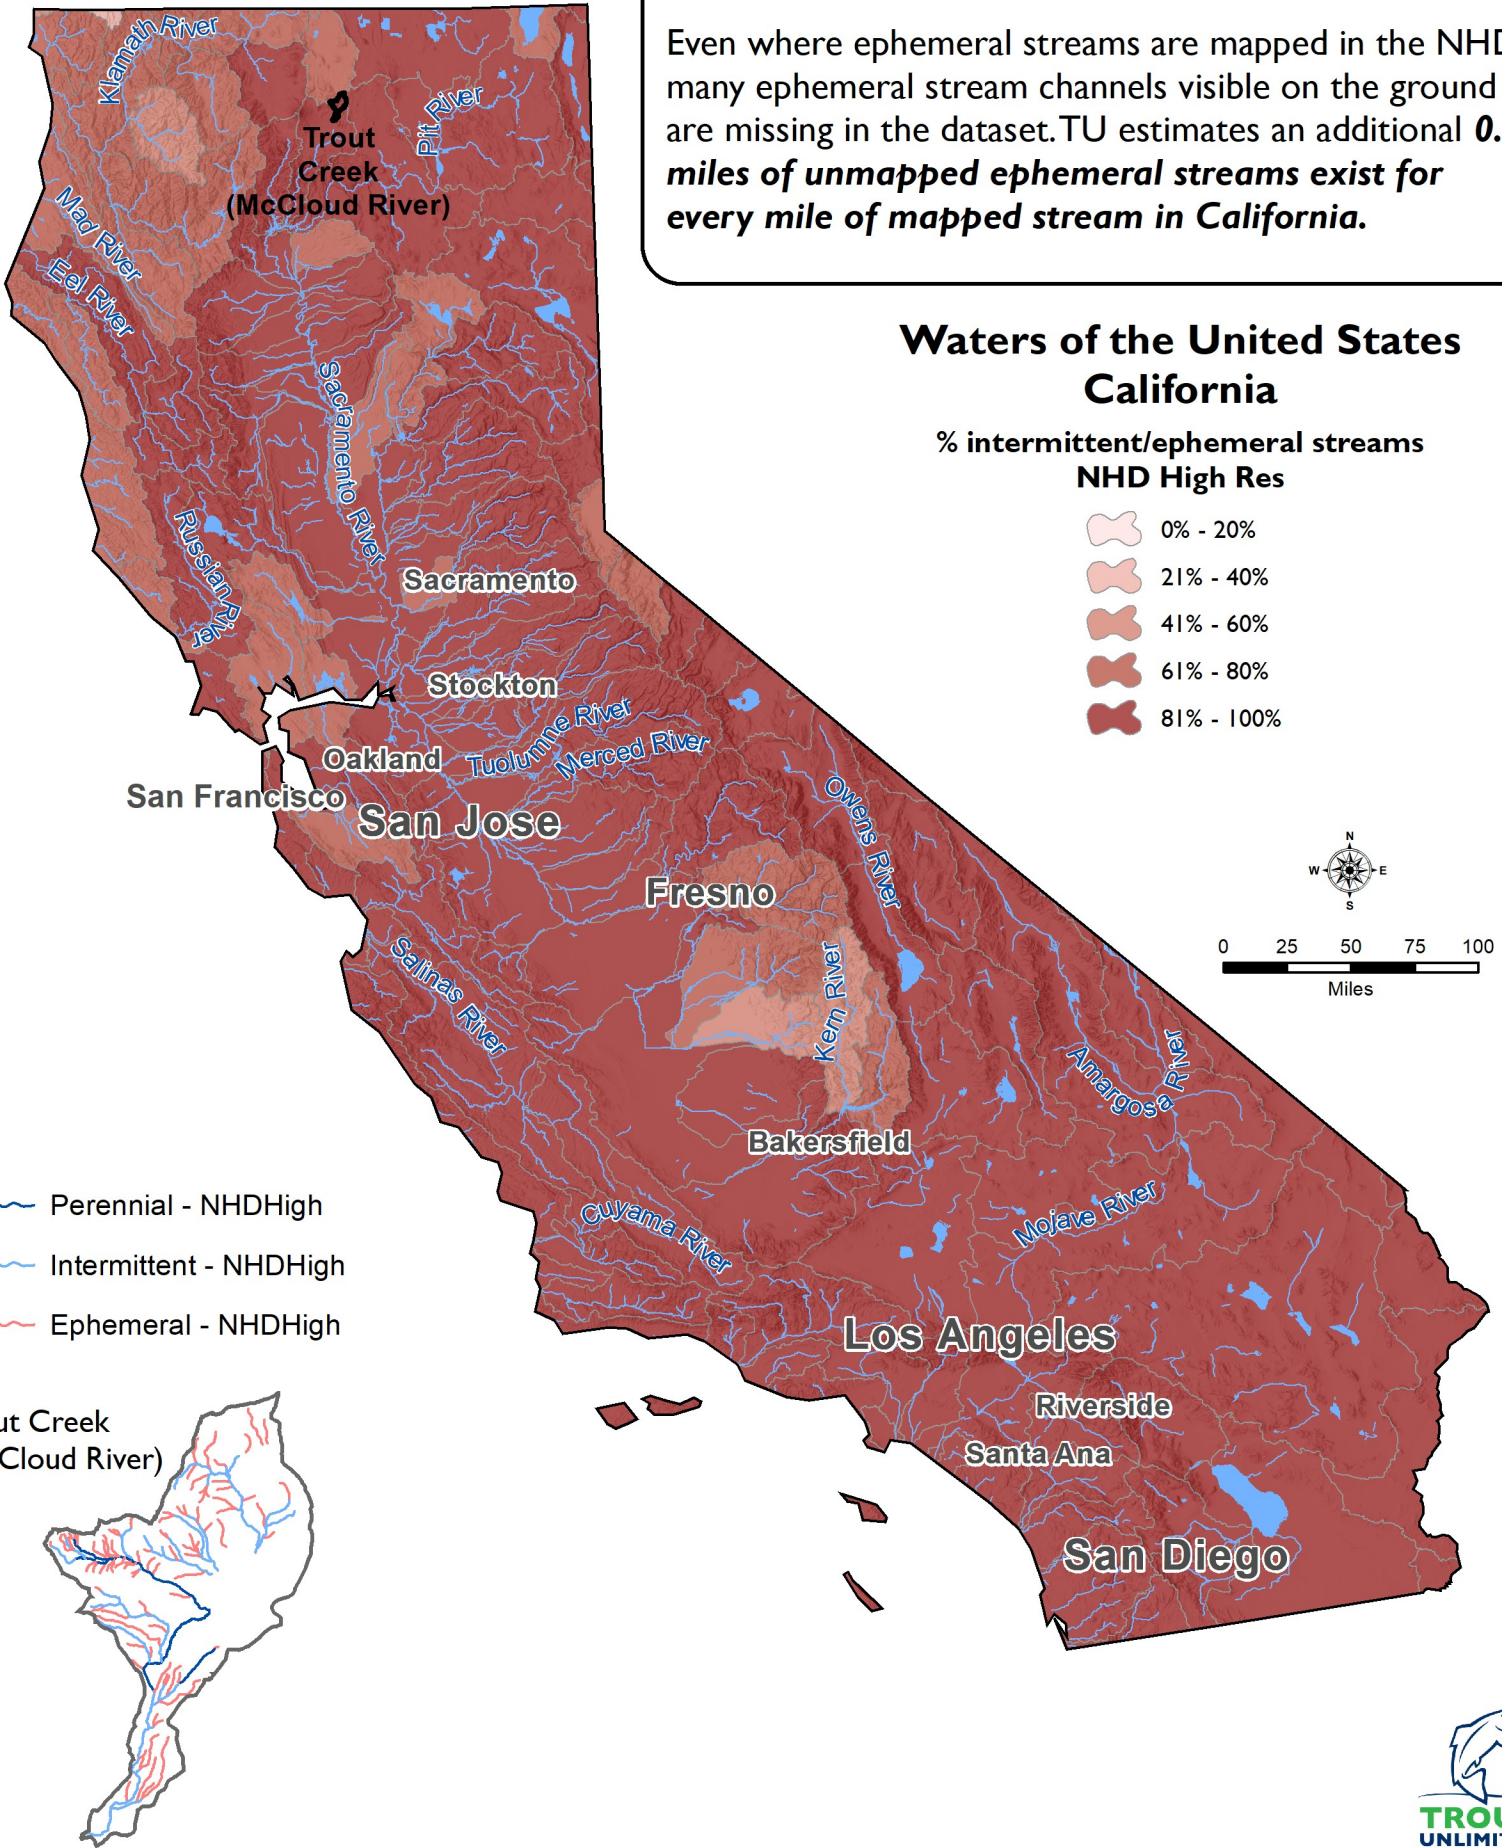 Even where ephemeral streams are mapped in the NHD
many ephemeral stream channels visible on the ground
are missing in the dataset. TU estimates an additional 0.
miles of unmapped ephemeral streams exist for
every mile of mapped stream in California.
Waters of the United States
California
% intermittent/ephemeral streams
NHD High Res
0% - 20%
21% - 40%
41% - 60%
61% - 80%
81% - 100%
N
W E
S
0 25 50 75 100
Miles
Klamath River
Trout
Creek
(McCloud River)
Pit River
Mad River
Eel River
Sacramento River
Russian River
Sacramento
Stockton
Tuolumne River
Merced River
Oakland
San Francisco
San Jose
Owens River
Fresno
Salinas River
Kern River
Amargosa River
Bakersfield
Mojave River
Cuyama River
Los Angeles
Riverside
Santa Ana
San Diego
Perennial - NHDHigh
Intermittent - NHDHigh
Ephemeral - NHDHigh
ut Creek
Cloud River)
TROU
UNLIMIT